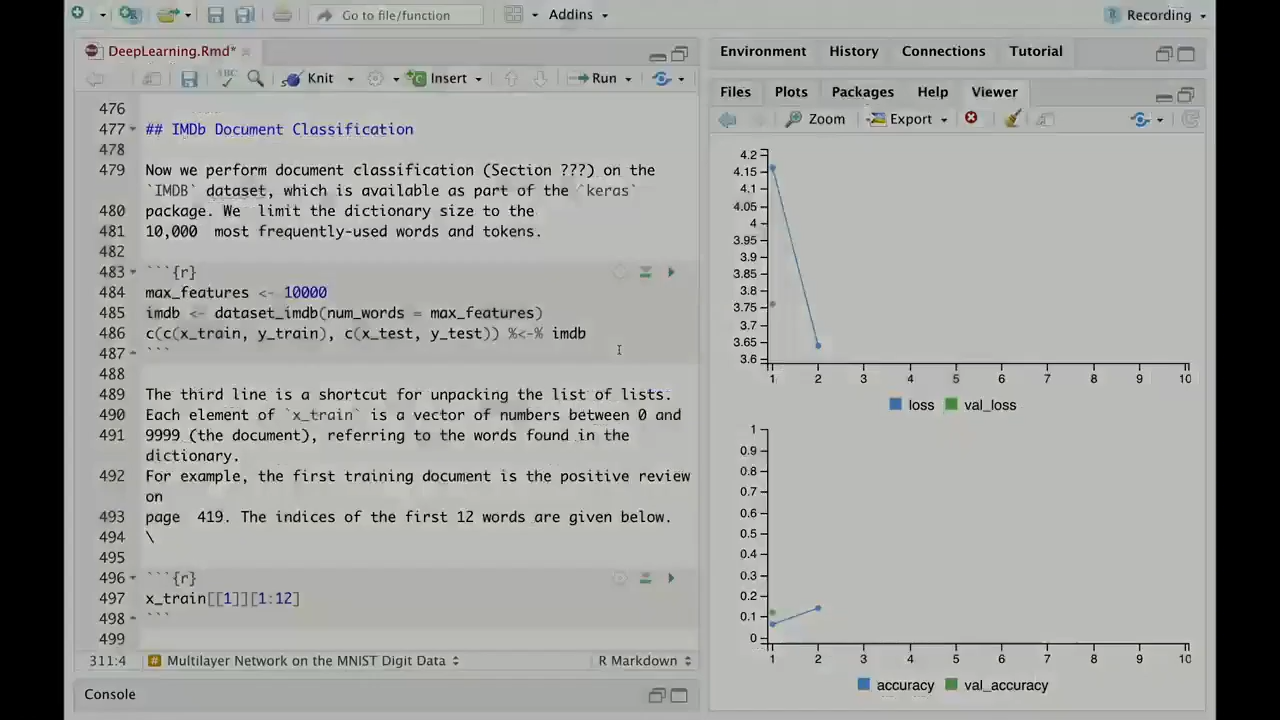 Go to file/function
Addins
Recording
DeepLearning.Rmd*
Environment History Connections Tutorial
ABC Knit Insert Run
Files Plots Packages Help Viewer
Zoom Export
476
477 ## IMDb Document Classification
478
479 Now we perform document classification (Section ???) on the
`IMDB` dataset, which is available as part of the `keras`
480 package. We  limit the dictionary size to the
481 10,000  most frequently-used words and tokens.
482
483 ```{r}
484 max_features <- 10000
485 imdb <- dataset_imdb(num_words = max_features)
486 c(c(x_train, y_train), c(x_test, y_test)) %<-% imdb
487 ```
488
489 The third line is a shortcut for unpacking the list of lists.
490 Each element of `x_train` is a vector of numbers between 0 and
491 9999 (the document), referring to the words found in the
dictionary.
492 For example, the first training document is the positive review
on
493 page  419. The indices of the first 12 words are given below.
494 \
495
496 ```{r}
497 x_train[[1]][1:12]
498 ```
499
311:4 # Multilayer Network on the MNIST Digit Data R Markdown
Console
4.2
4.15
4.1
4.05
4
3.95
3.9
3.85
3.8
3.75
3.7
3.65
3.6
1 2 3 4 5 6 7 8 9 10
loss val_loss
1
0.9
0.8
0.7
0.6
0.5
0.4
0.3
0.2
0.1
0
1 2 3 4 5 6 7 8 9 10
accuracy val_accuracy